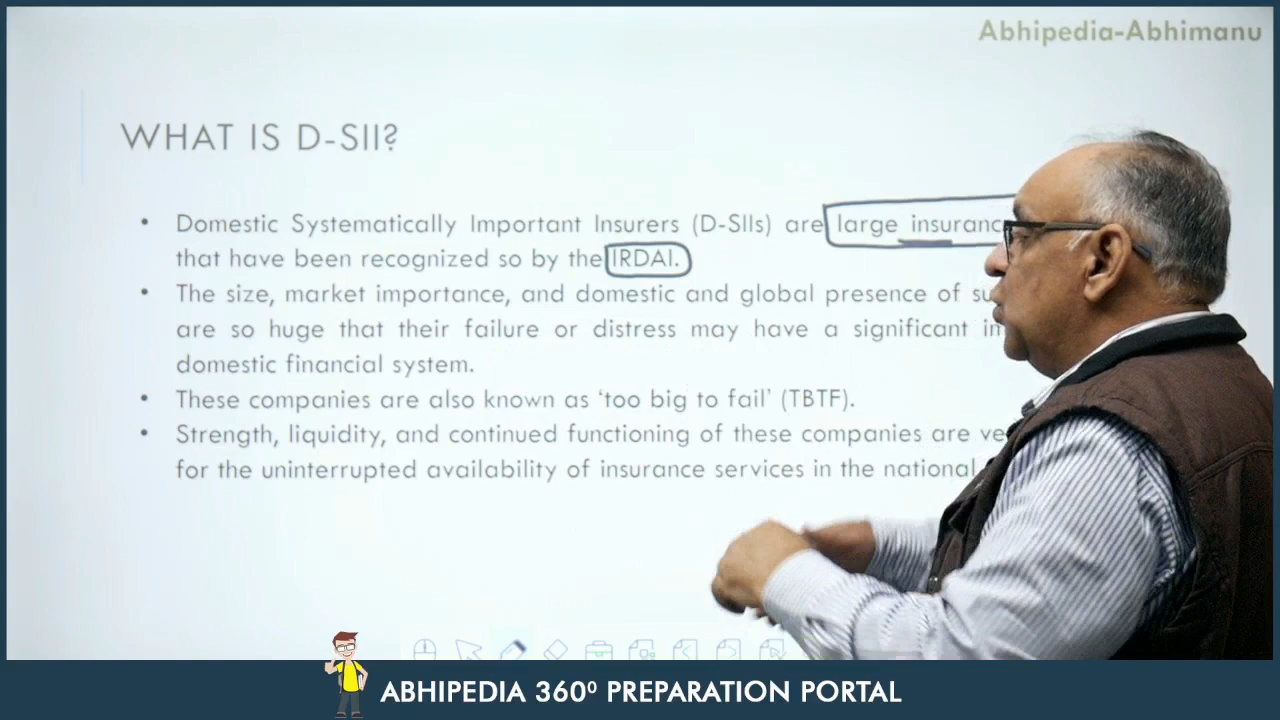 Abhipedia-Abhimanu
WHAT IS D-SII?
• Domestic Systematically Important Insurers (D-SIIs) are large
that have been recognized so by the IRDAI.
• The size, market importance, and domestic and global presence of
are so huge that their failure or distress may have a significant
domestic financial system.
• These companies are also known as ‘too big to fail’ (TBTF).
• Strength, liquidity, and continued functioning of these companies are
for the uninterrupted availability of insurance services in the national
ABHIPEDIA 360⁰ PREPARATION PORTAL